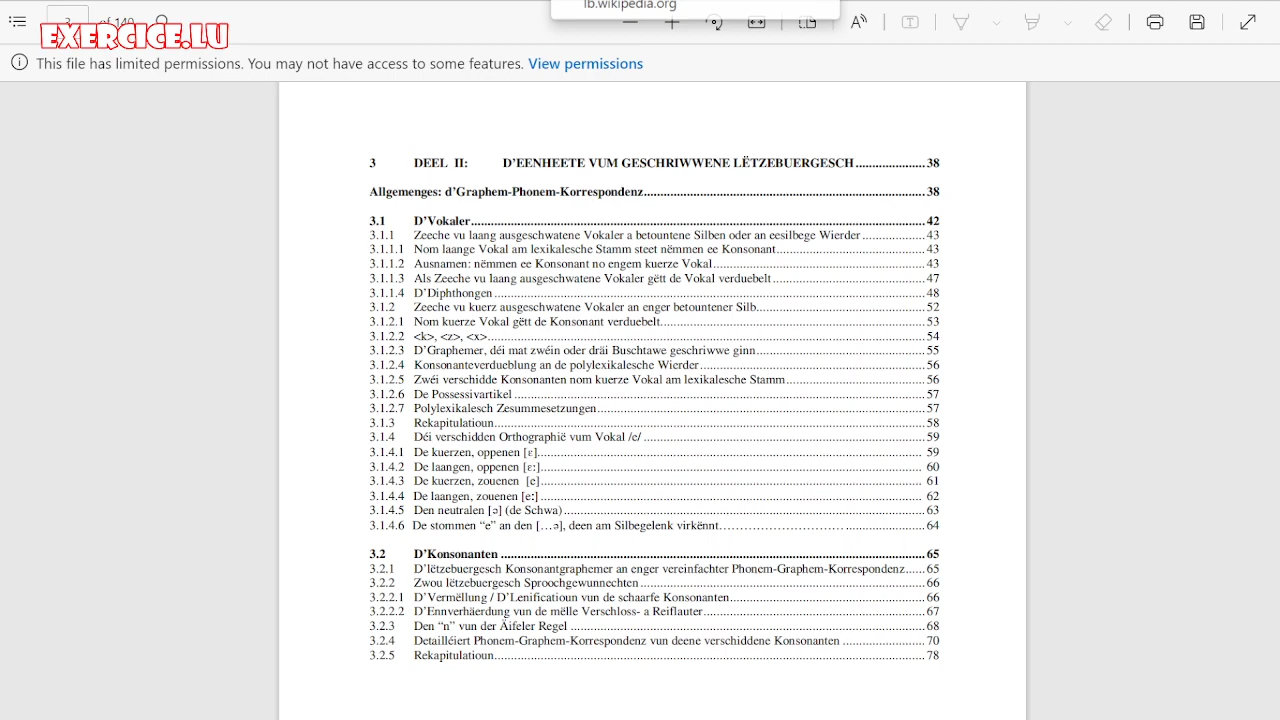 lb.wikipedia.org
EXERCICE.LU
This file has limited permissions. You may not have access to some features. View permissions
3 DEEL II: D’EENHEETE VUM GESCHRIWWENE LËTZEBUERGESCH ..................... 38
Allgemenges: d’Graphem-Phonem-Korrespondenz ..................... 38
3.1 D’Vokaler ..................... 42
3.1.1 Zeeche vu laang ausgeschwatene Vokaler a betountene Silben oder an eesilbege Wierder ................... 43
3.1.1.1 Nom laange Vokal am lexikalesche Stamm steet nëmmen ee Konsonant ..................... 43
3.1.1.2 Ausnamen: nëmmen ee Konsonant no engem kuerze Vokal ..................... 43
3.1.1.3 Als Zeeche vu laang ausgeschwatene Vokaler gëtt de Vokal verduebelt ..................... 47
3.1.1.4 D’Diphthongen ..................... 48
3.1.2 Zeeche vu kuerz ausgeschwatene Vokaler an enger betountener Silb ..................... 52
3.1.2.1 Nom kuerze Vokal gëtt de Konsonant verduebelt ..................... 53
3.1.2.2 <k>, <z>, <x> ..................... 54
3.1.2.3 D’Graphemer, déi mat zwéin oder dräi Buschtawe geschriwwe ginn ..................... 55
3.1.2.4 Konsonanteverdueblung an de polylexikalesche Wierder ..................... 56
3.1.2.5 Zwéi verschidde Konsonanten nom kuerze Vokal am lexikalesche Stamm ..................... 56
3.1.2.6 De Possessivartikel ..................... 57
3.1.2.7 Polylexikalesch Zesummesetzungen ..................... 57
3.1.3 Rekapitulatioun ..................... 58
3.1.4 Déi verschidden Orthographië vum Vokal /e/ ..................... 59
3.1.4.1 De kuerzen, oppenen [ɛ] ..................... 59
3.1.4.2 De laangen, oppenen [ɛː] ..................... 60
3.1.4.3 De kuerzen, zouenen [e] ..................... 61
3.1.4.4 De laangen, zouenen [eː] ..................... 62
3.1.4.5 Den neutralen [ə] (de Schwa) ..................... 63
3.1.4.6 De stommen “e” an den […ə], deen am Silbegelenk virkënnt ..................... 64
3.2 D’Konsonanten ..................... 65
3.2.1 D’lëtzebuergesch Konsonantgraphemer an enger vereinfachter Phonem-Graphem-Korrespondenz ...... 65
3.2.2 Zwou lëtzebuergesch Sproochgewunnechten ..................... 66
3.2.2.1 D’Vermëllung / D’Lenificatioun vun de schaarfe Konsonanten ..................... 66
3.2.2.2 D’Ennverhäerdung vun de mëlle Verschloss- a Reiflauter ..................... 67
3.2.3 Den “n” vun der Äifeler Regel ..................... 68
3.2.4 Detailléiert Phonem-Graphem-Korrespondenz vun deene verschiddene Konsonanten ..................... 70
3.2.5 Rekapitulatioun ..................... 78